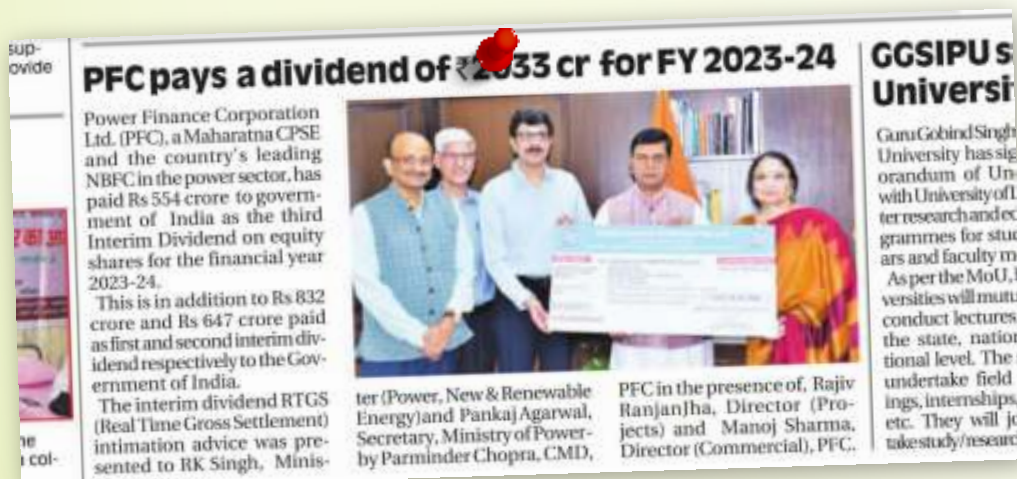 sup-
ovide
PFC pays a dividend of ₹2033 cr for FY 2023-24
Power Finance Corporation
Ltd. (PFC), a Maharatna CPSE
and the country's leading
NBFC in the power sector, has
paid Rs 554 crore to govern-
ment of India as the third
Interim Dividend on equity
shares for the financial year
2023-24.
This is in addition to Rs 832
crore and Rs 647 crore paid
as first and second interim div-
idend respectively to the Gov-
ernment of India.
The interim dividend RTGS
(Real Time Gross Settlement)
intimation advice was pre-
sented to RK Singh, Minis-
ter (Power, New & Renewable
Energy)and Pankaj Agarwal,
Secretary, Ministry of Power-
by Parminder Chopra, CMD,
PFC in the presence of, Rajiv
RanjanJha, Director (Pro-
jects) and Manoj Sharma,
Director (Commercial), PFC.
GGSIPU
Universi
Guru Gobind Singh
University has sig
orandum of Un
with University of
ter research and ed
grammes for stud
ars and faculty m
As per the MoU,
versities will mutu
conduct lectures,
the state, nation
tional level. The
undertake field
ings, internships,
etc. They will jo
take study/research
col-